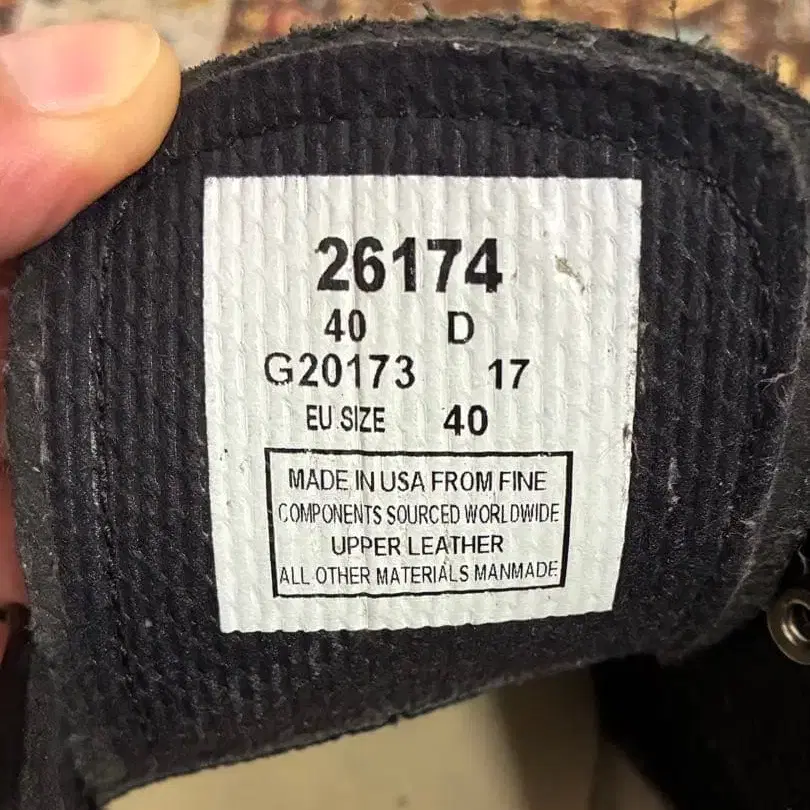 26174
40 D
G20173 17
EU SIZE 40
MADE IN USA FROM FINE
COMPONENTS SOURCED WORLDWIDE
UPPER LEATHER
ALL OTHER MATERIALS MANMADE